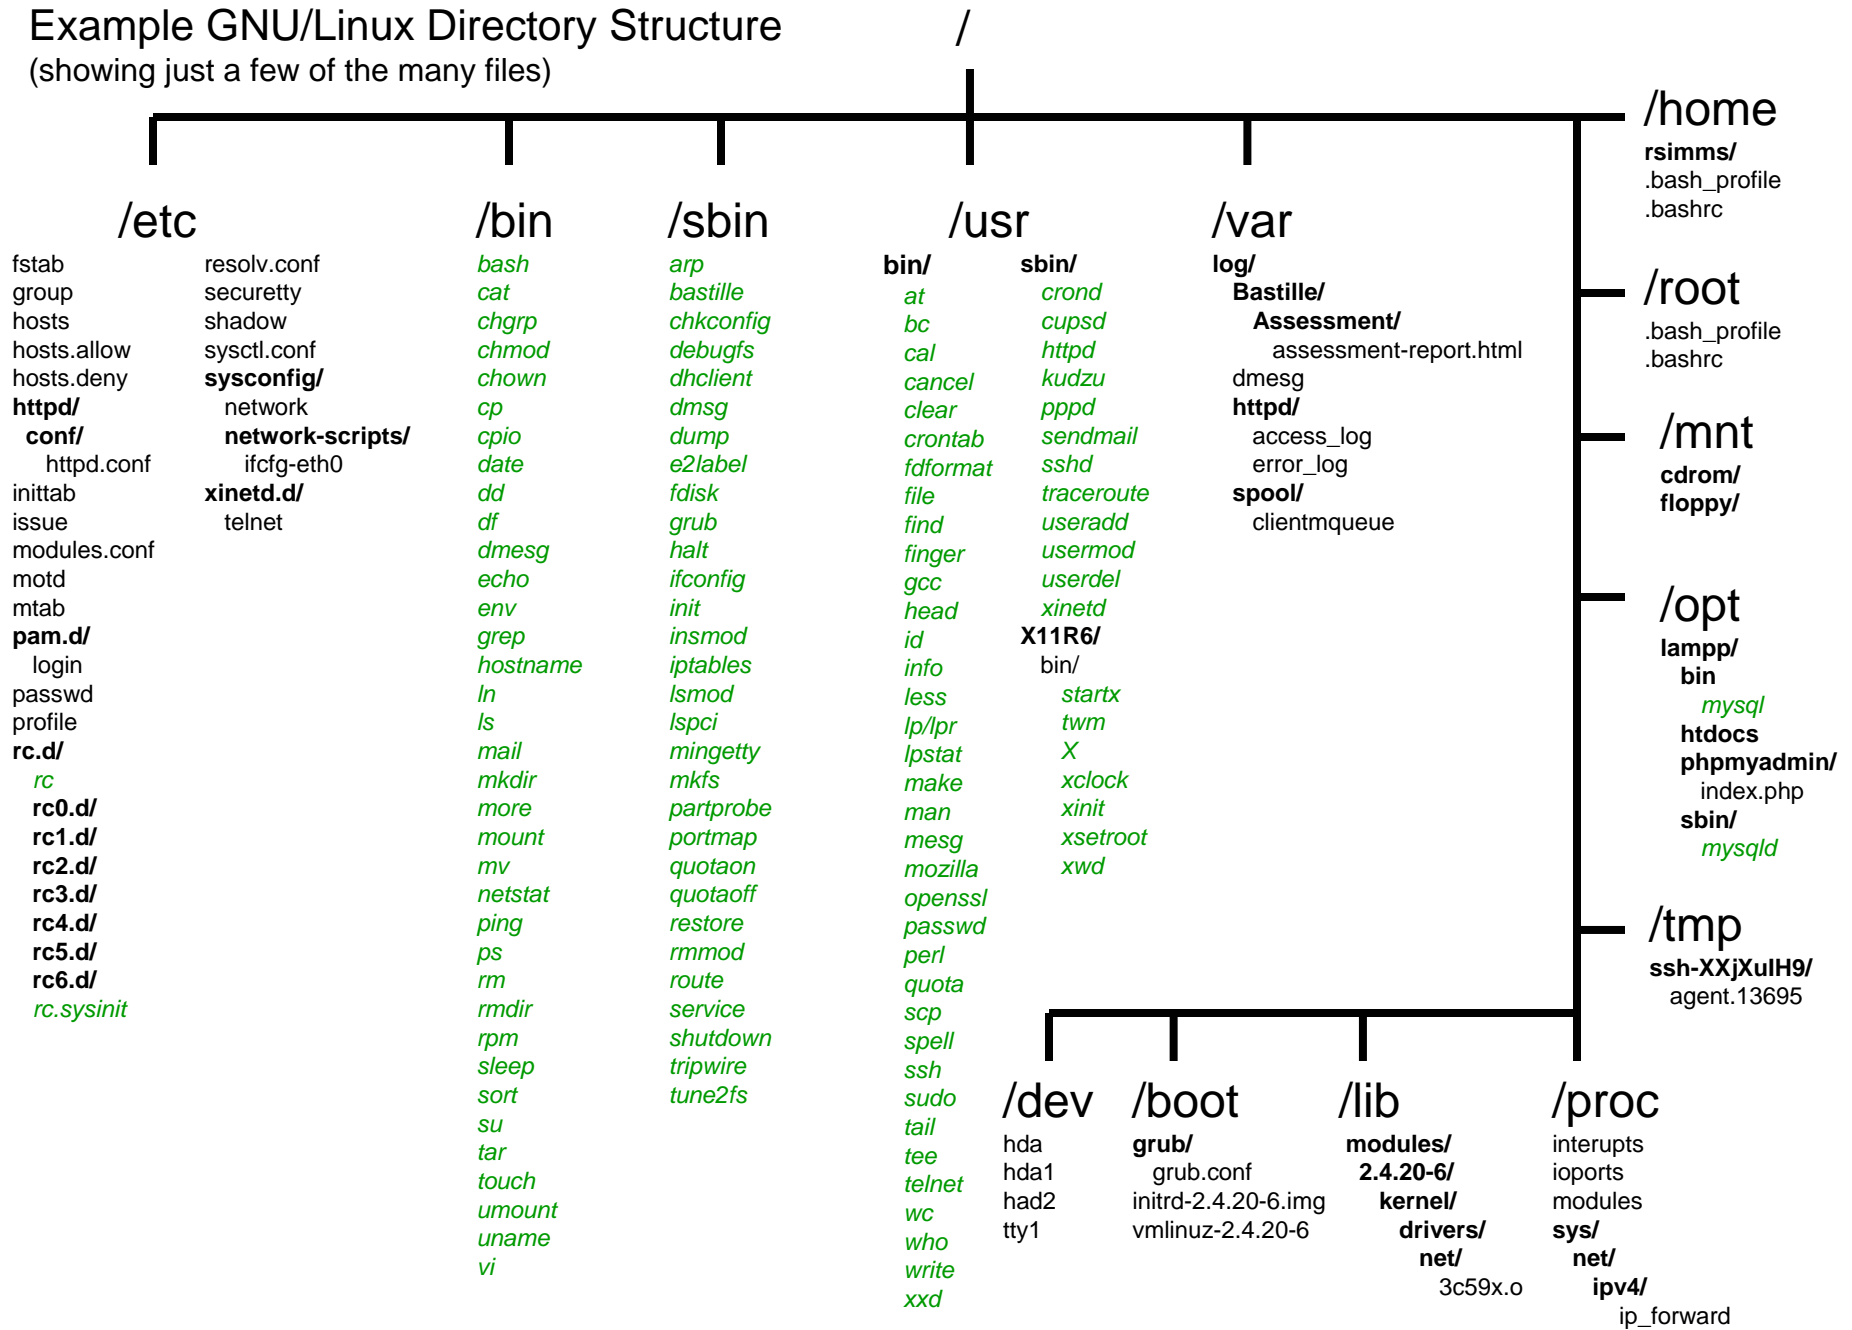 Example GNU/Linux Directory Structure
(showing just a few of the many files)
/
/etc
fstab
group
hosts
hosts.allow
hosts.deny
httpd/
conf/
httpd.conf
inittab
issue
modules.conf
motd
mtab
pam.d/
login
passwd
profile
rc.d/
rc
rc0.d/
rc1.d/
rc2.d/
rc3.d/
rc4.d/
rc5.d/
rc6.d/
rc.sysinit
resolv.conf
securetty
shadow
sysctl.conf
sysconfig/
network
network-scripts/
ifcfg-eth0
xinetd.d/
telnet
/bin
bash
cat
chgrp
chmod
chown
cp
cpio
date
dd
df
dmesg
echo
env
grep
hostname
ln
ls
mail
mkdir
more
mount
mv
netstat
ping
ps
rm
rmdir
rpm
sleep
sort
su
tar
touch
umount
uname
vi
/sbin
arp
bastille
chkconfig
debugfs
dhclient
dmsg
dump
e2label
fdisk
grub
halt
ifconfig
init
insmod
iptables
lsmod
lspci
mingetty
mkfs
partprobe
portmap
quotaon
quotaoff
restore
rmmod
route
service
shutdown
tripwire
tune2fs
/usr
bin/
at
bc
cal
cancel
clear
crontab
fdformat
file
find
finger
gcc
head
id
info
less
lp/lpr
lpstat
make
man
mesg
mozilla
openssl
passwd
perl
quota
scp
spell
ssh
sudo
tail
tee
telnet
wc
who
write
xxd
sbin/
crond
cupsd
httpd
kudzu
pppd
sendmail
sshd
traceroute
useradd
usermod
userdel
xinetd
X11R6/
bin/
startx
twm
X
xclock
xinit
xsetroot
xwd
/var
log/
Bastille/
Assessment/
assessment-report.html
dmesg
httpd/
access_log
error_log
spool/
clientmqueue
/home
rsimms/
.bash_profile
.bashrc
/root
.bash_profile
.bashrc
/mnt
cdrom/
floppy/
/opt
lampp/
bin
mysql
htdocs
phpmyadmin/
index.php
sbin/
mysqld
/tmp
ssh-XXjXuIH9/
agent.13695
/dev
hda
hda1
had2
tty1
/boot
grub/
grub.conf
initrd-2.4.20-6.img
vmlinuz-2.4.20-6
/lib
modules/
2.4.20-6/
kernel/
drivers/
net/
3c59x.o
/proc
interupts
ioports
modules
sys/
net/
ipv4/
ip_forward